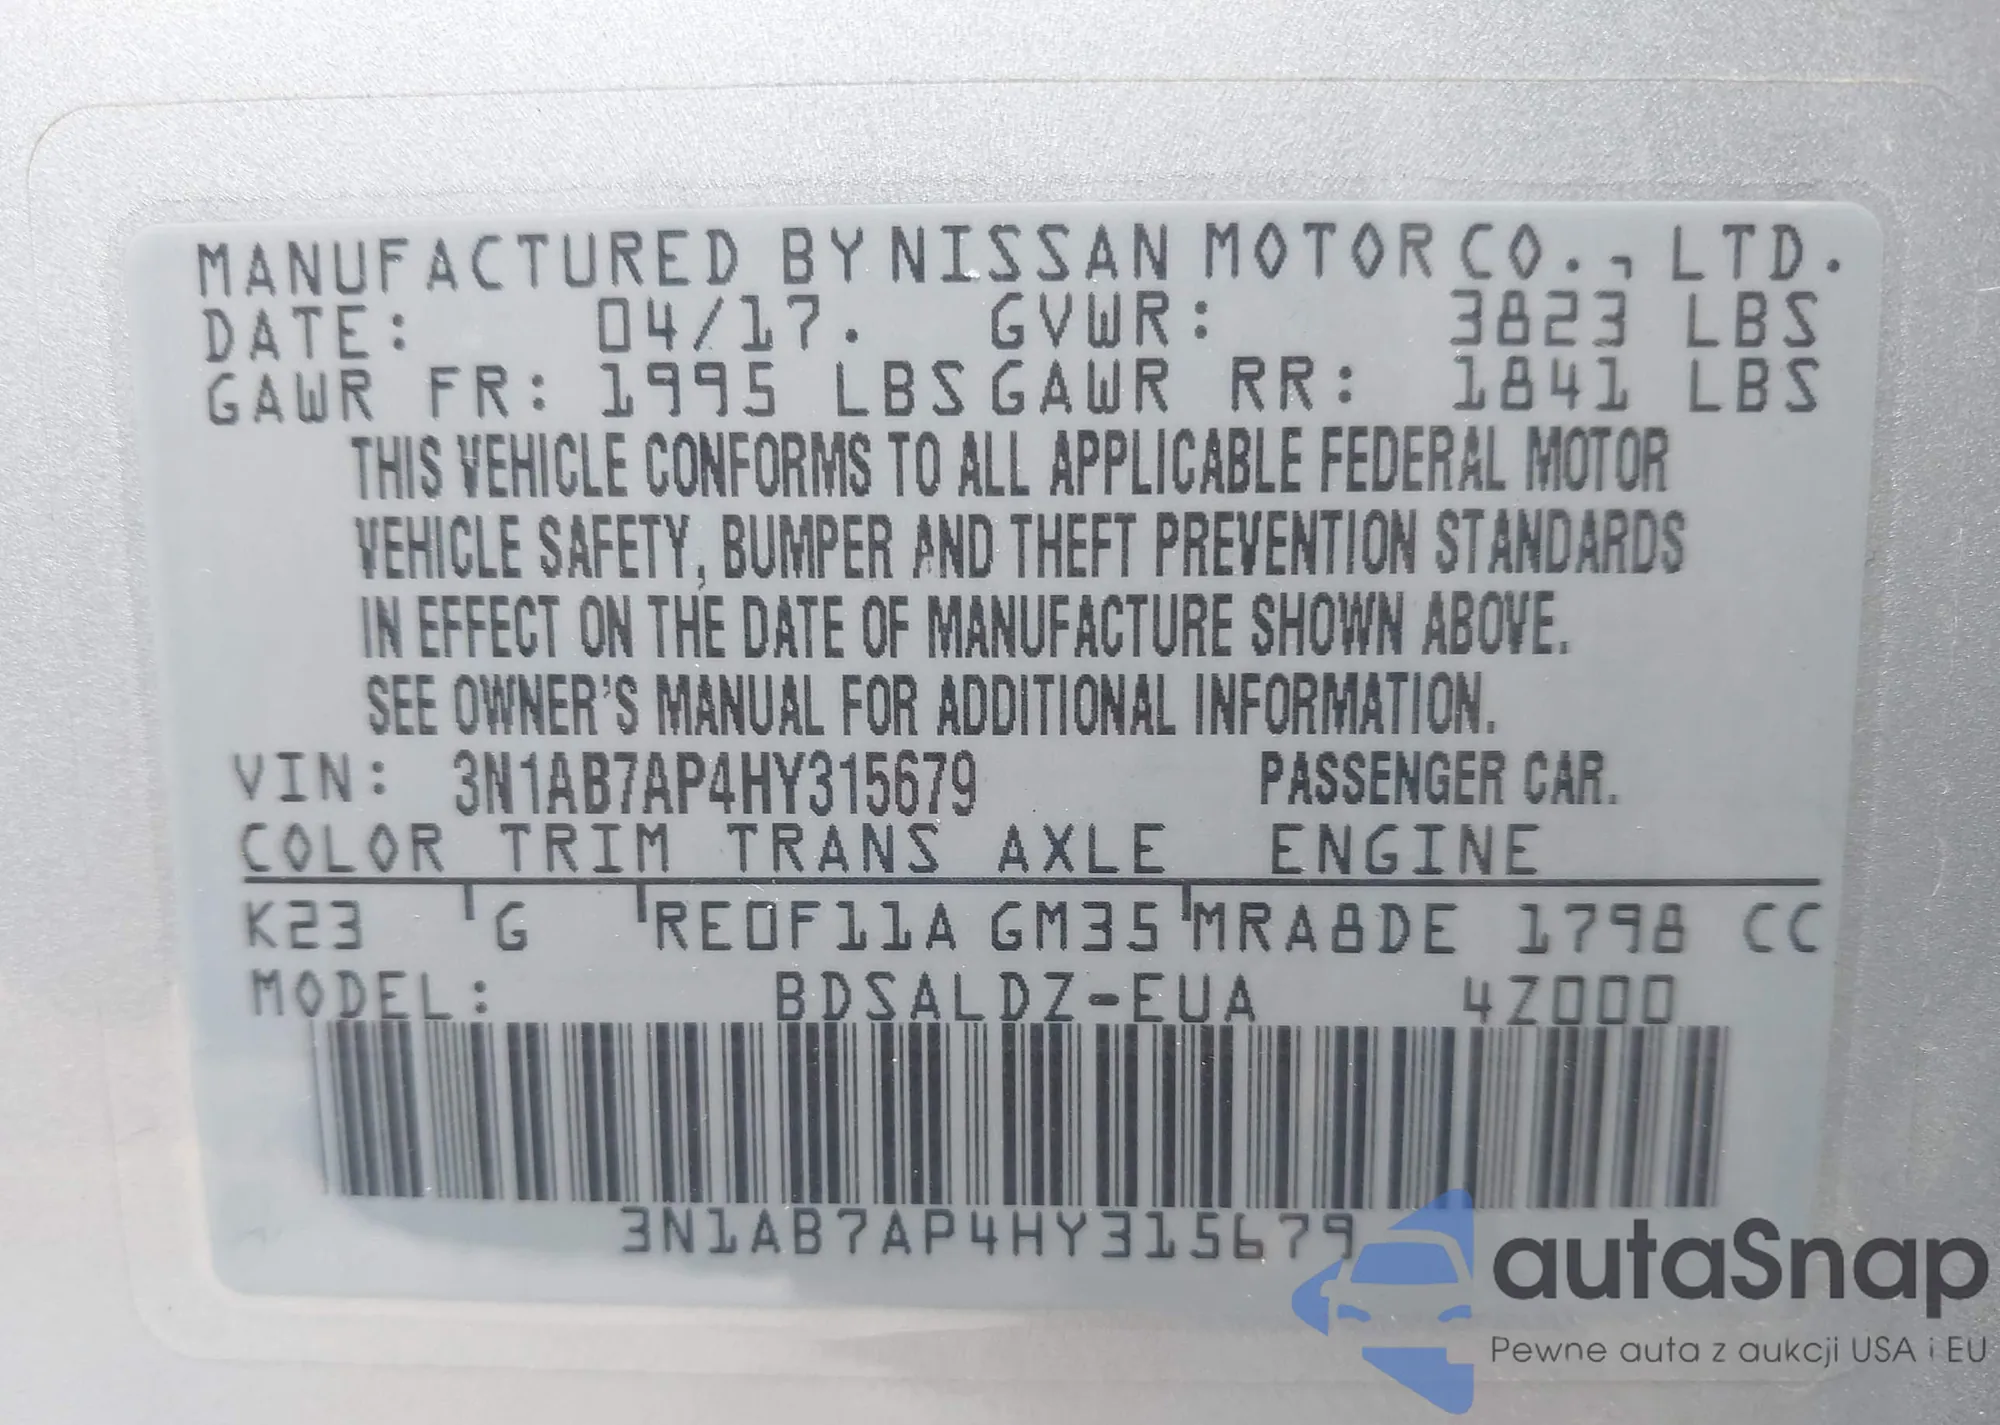 MANUFACTURED BY NISSAN MOTOR CO., LTD.
DATE: 04/17. GVWR: 3823 LBS
GAWR FR: 1995 LBS GAWR RR: 1841 LBS
THIS VEHICLE CONFORMS TO ALL APPLICABLE FEDERAL MOTOR
VEHICLE SAFETY, BUMPER AND THEFT PREVENTION STANDARDS
IN EFFECT ON THE DATE OF MANUFACTURE SHOWN ABOVE.
SEE OWNER'S MANUAL FOR ADDITIONAL INFORMATION.
VIN: 3N1AB7AP4HY315679 PASSENGER CAR.
COLOR TRIM TRANS AXLE ENGINE
K23 G RE0F11A GM35 MRA8DE 1798 CC
MODEL: BDSALDZ-EUA 4Z000
3N1AB7AP4HY315679
autaSnap
Pewne auta z aukcji USA i EU